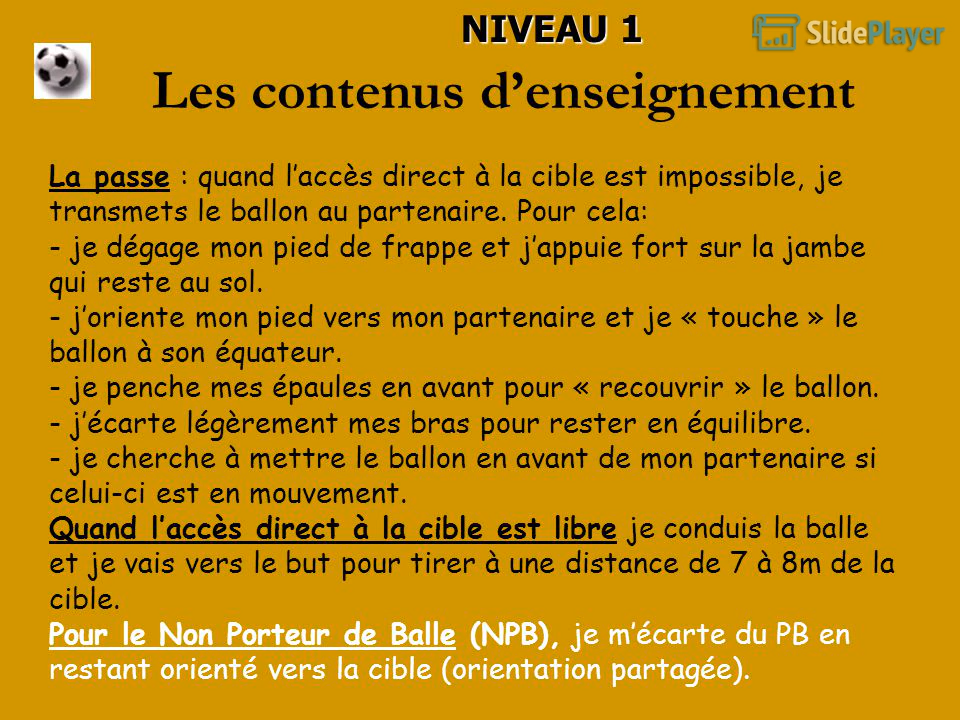 NIVEAU 1
SlidePlayer
Les contenus d’enseignement
La passe : quand l’accès direct à la cible est impossible, je
transmets le ballon au partenaire. Pour cela:
- je dégage mon pied de frappe et j’appuie fort sur la jambe
qui reste au sol.
- j’oriente mon pied vers mon partenaire et je « touche » le
ballon à son équateur.
- je penche mes épaules en avant pour « recouvrir » le ballon.
- j’écarte légèrement mes bras pour rester en équilibre.
- je cherche à mettre le ballon en avant de mon partenaire si
celui-ci est en mouvement.
Quand l’accès direct à la cible est libre je conduis la balle
et je vais vers le but pour tirer à une distance de 7 à 8m de la
cible.
Pour le Non Porteur de Balle (NPB), je m’écarte du PB en
restant orienté vers la cible (orientation partagée).